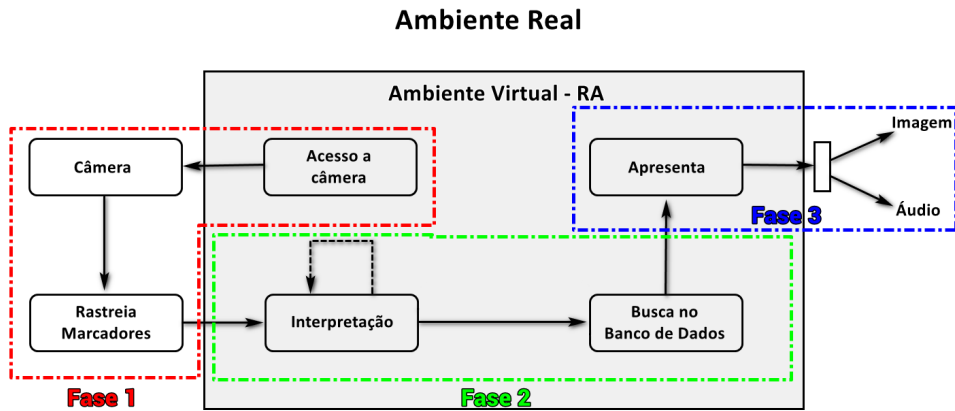 Ambiente Real
Ambiente Virtual - RA
Câmera
Acesso a
câmera
Apresenta
Imagem
Áudio
Fase 3
Rastreia
Marcadores
Interpretação
Busca no
Banco de Dados
Fase 1
Fase 2